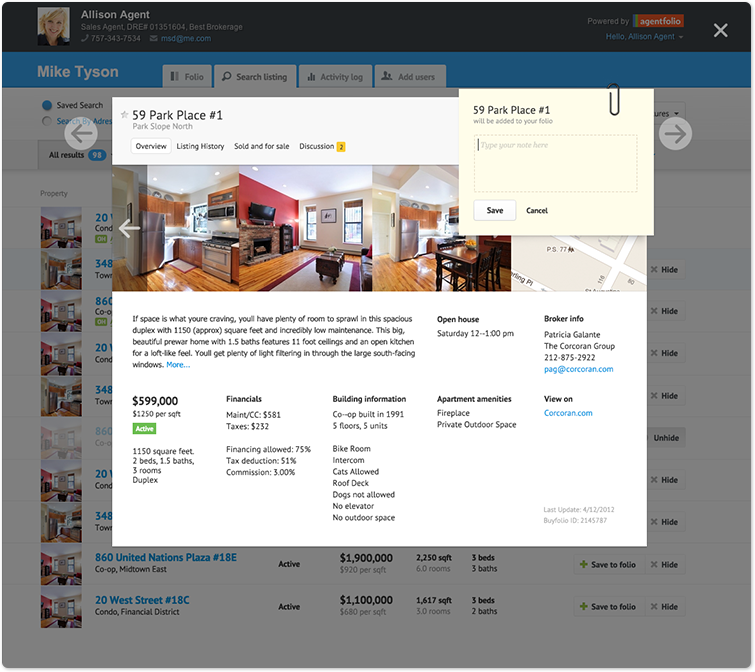 Allison Agent
Sales Agent, DRE# 01351604, Best Brokerage
757-343-7534 msd@me.com
Powered by agentfolio
Hello, Allison Agent
Mike Tyson
Folio
Search listing
Activity log
Add users
Saved Search
Search by Adres
ures
All results 98
59 Park Place #1
Park Slope North
Overview Listing History Sold and for sale Discussion 2
59 Park Place #1
will be added to your folio
Type your note here
Save Cancel
P.S. 77
If space is what youre craving, youll have plenty of room to sprawl in this spacious
duplex with 1150 (approx) square feet and incredibly low maintenance. This big,
beautiful prewar home with 1.5 baths features 11 foot ceilings and an open kitchen
for a loft-like feel. Youll get plenty of light filtering in through the large south-facing
windows. More...
Open house
Saturday 12--1:00 pm
Broker info
Patricia Galante
The Corcoran Group
212-875-2922
pag@corcoran.com
$599,000
$1250 per sqft
Active
1150 square feet.
2 beds, 1.5 baths,
3 rooms
Duplex
Financials
Maint/CC: $581
Taxes: $232
Financing allowed: 75%
Tax deduction: 51%
Commission: 3.00%
Building information
Co--op built in 1991
5 floors, 5 units
Bike Room
Intercom
Cats Allowed
Roof Deck
Dogs not allowed
No elevator
No outdoor space
Apartment amenities
Fireplace
Private Outdoor Space
View on
Corcoran.com
Last Update: 4/12/2012
Buyfolio ID: 2145787
Property
20 W
Condo
OH
Hide
348
Town
Hide
860
Co-o
OH
Hide
20 V
Condo
Hide
348
Town
Hide
860
Co-o
Unhide
20 V
Condo
Hide
348
Town
Hide
860 United Nations Plaza #18E
Co-op, Midtown East
Active
$1,900,000
$920 per sqft
2,250 sqft
6.0 rooms
3 beds
3 baths
Save to folio
Hide
20 West Street #18C
Condo, Financial District
Active
$1,100,000
$680 per sqft
1,617 sqft
3.0 rooms
3 beds
2 baths
Save to folio
Hide